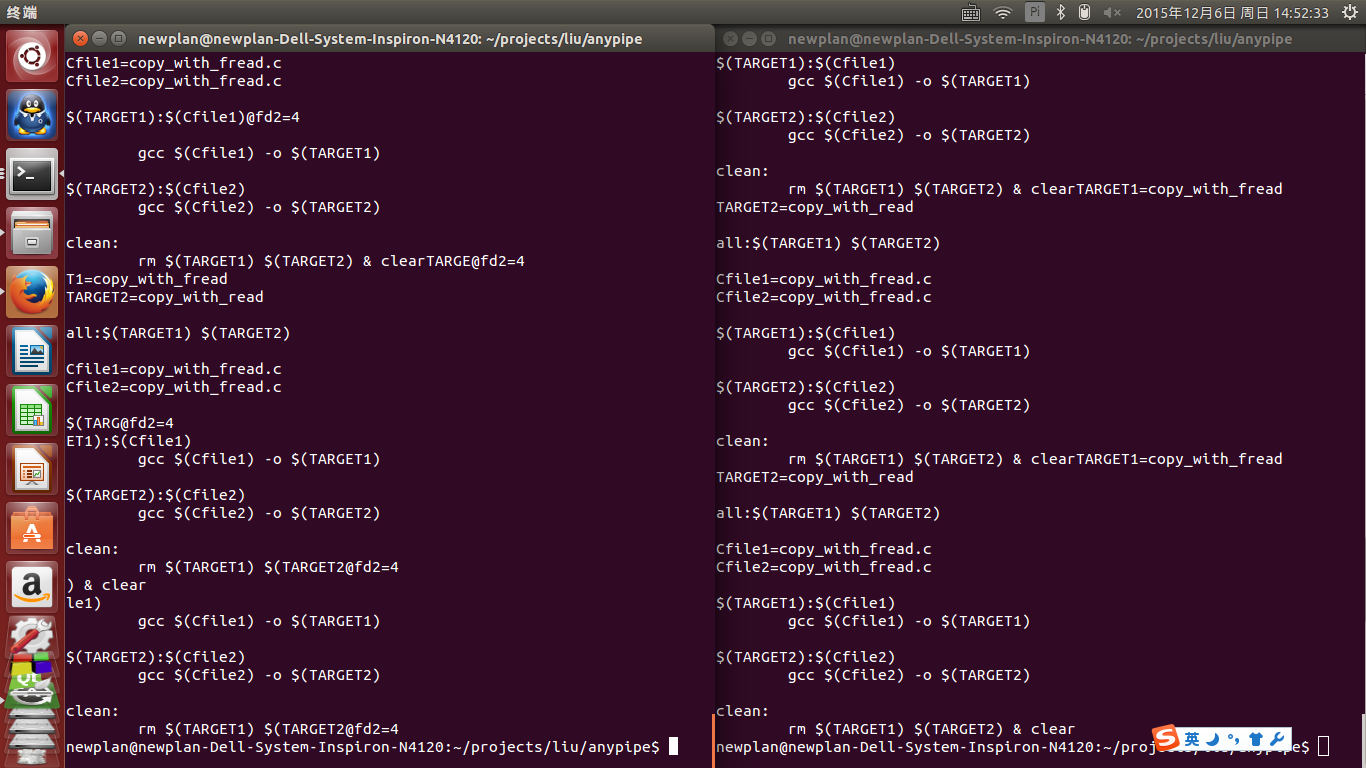 终端
Pi
2015年12月6日 周日 14:52:33
newplan@newplan-Dell-System-Inspiron-N4120: ~/projects/liu/anypipe
Cfile1=copy_with_fread.c
Cfile2=copy_with_fread.c
$(TARGET1):$(Cfile1)@fd2=4
gcc $(Cfile1) -o $(TARGET1)
$(TARGET2):$(Cfile2)
gcc $(Cfile2) -o $(TARGET2)
clean:
rm $(TARGET1) $(TARGET2) & clearTARGE@fd2=4
T1=copy_with_fread
TARGET2=copy_with_read
all:$(TARGET1) $(TARGET2)
Cfile1=copy_with_fread.c
Cfile2=copy_with_fread.c
$(TARG@fd2=4
ET1):$(Cfile1)
gcc $(Cfile1) -o $(TARGET1)
$(TARGET2):$(Cfile2)
gcc $(Cfile2) -o $(TARGET2)
clean:
rm $(TARGET1) $(TARGET2@fd2=4
) & clear
le1)
gcc $(Cfile1) -o $(TARGET1)
$(TARGET2):$(Cfile2)
gcc $(Cfile2) -o $(TARGET2)
clean:
rm $(TARGET1) $(TARGET2@fd2=4
newplan@newplan-Dell-System-Inspiron-N4120:~/projects/liu/anypipe$
newplan@newplan-Dell-System-Inspiron-N4120: ~/projects/liu/anypipe
$(TARGET1):$(Cfile1)
gcc $(Cfile1) -o $(TARGET1)
$(TARGET2):$(Cfile2)
gcc $(Cfile2) -o $(TARGET2)
clean:
rm $(TARGET1) $(TARGET2) & clearTARGET1=copy_with_fread
TARGET2=copy_with_read
all:$(TARGET1) $(TARGET2)
Cfile1=copy_with_fread.c
Cfile2=copy_with_fread.c
$(TARGET1):$(Cfile1)
gcc $(Cfile1) -o $(TARGET1)
$(TARGET2):$(Cfile2)
gcc $(Cfile2) -o $(TARGET2)
clean:
rm $(TARGET1) $(TARGET2) & clearTARGET1=copy_with_fread
TARGET2=copy_with_read
all:$(TARGET1) $(TARGET2)
Cfile1=copy_with_fread.c
Cfile2=copy_with_fread.c
$(TARGET1):$(Cfile1)
gcc $(Cfile1) -o $(TARGET1)
$(TARGET2):$(Cfile2)
gcc $(Cfile2) -o $(TARGET2)
clean:
rm $(TARGET1) $(TARGET2) & clear
newplan@newplan-Dell-System-Inspiron-N4120:~/projects/liu/anypipe$
英